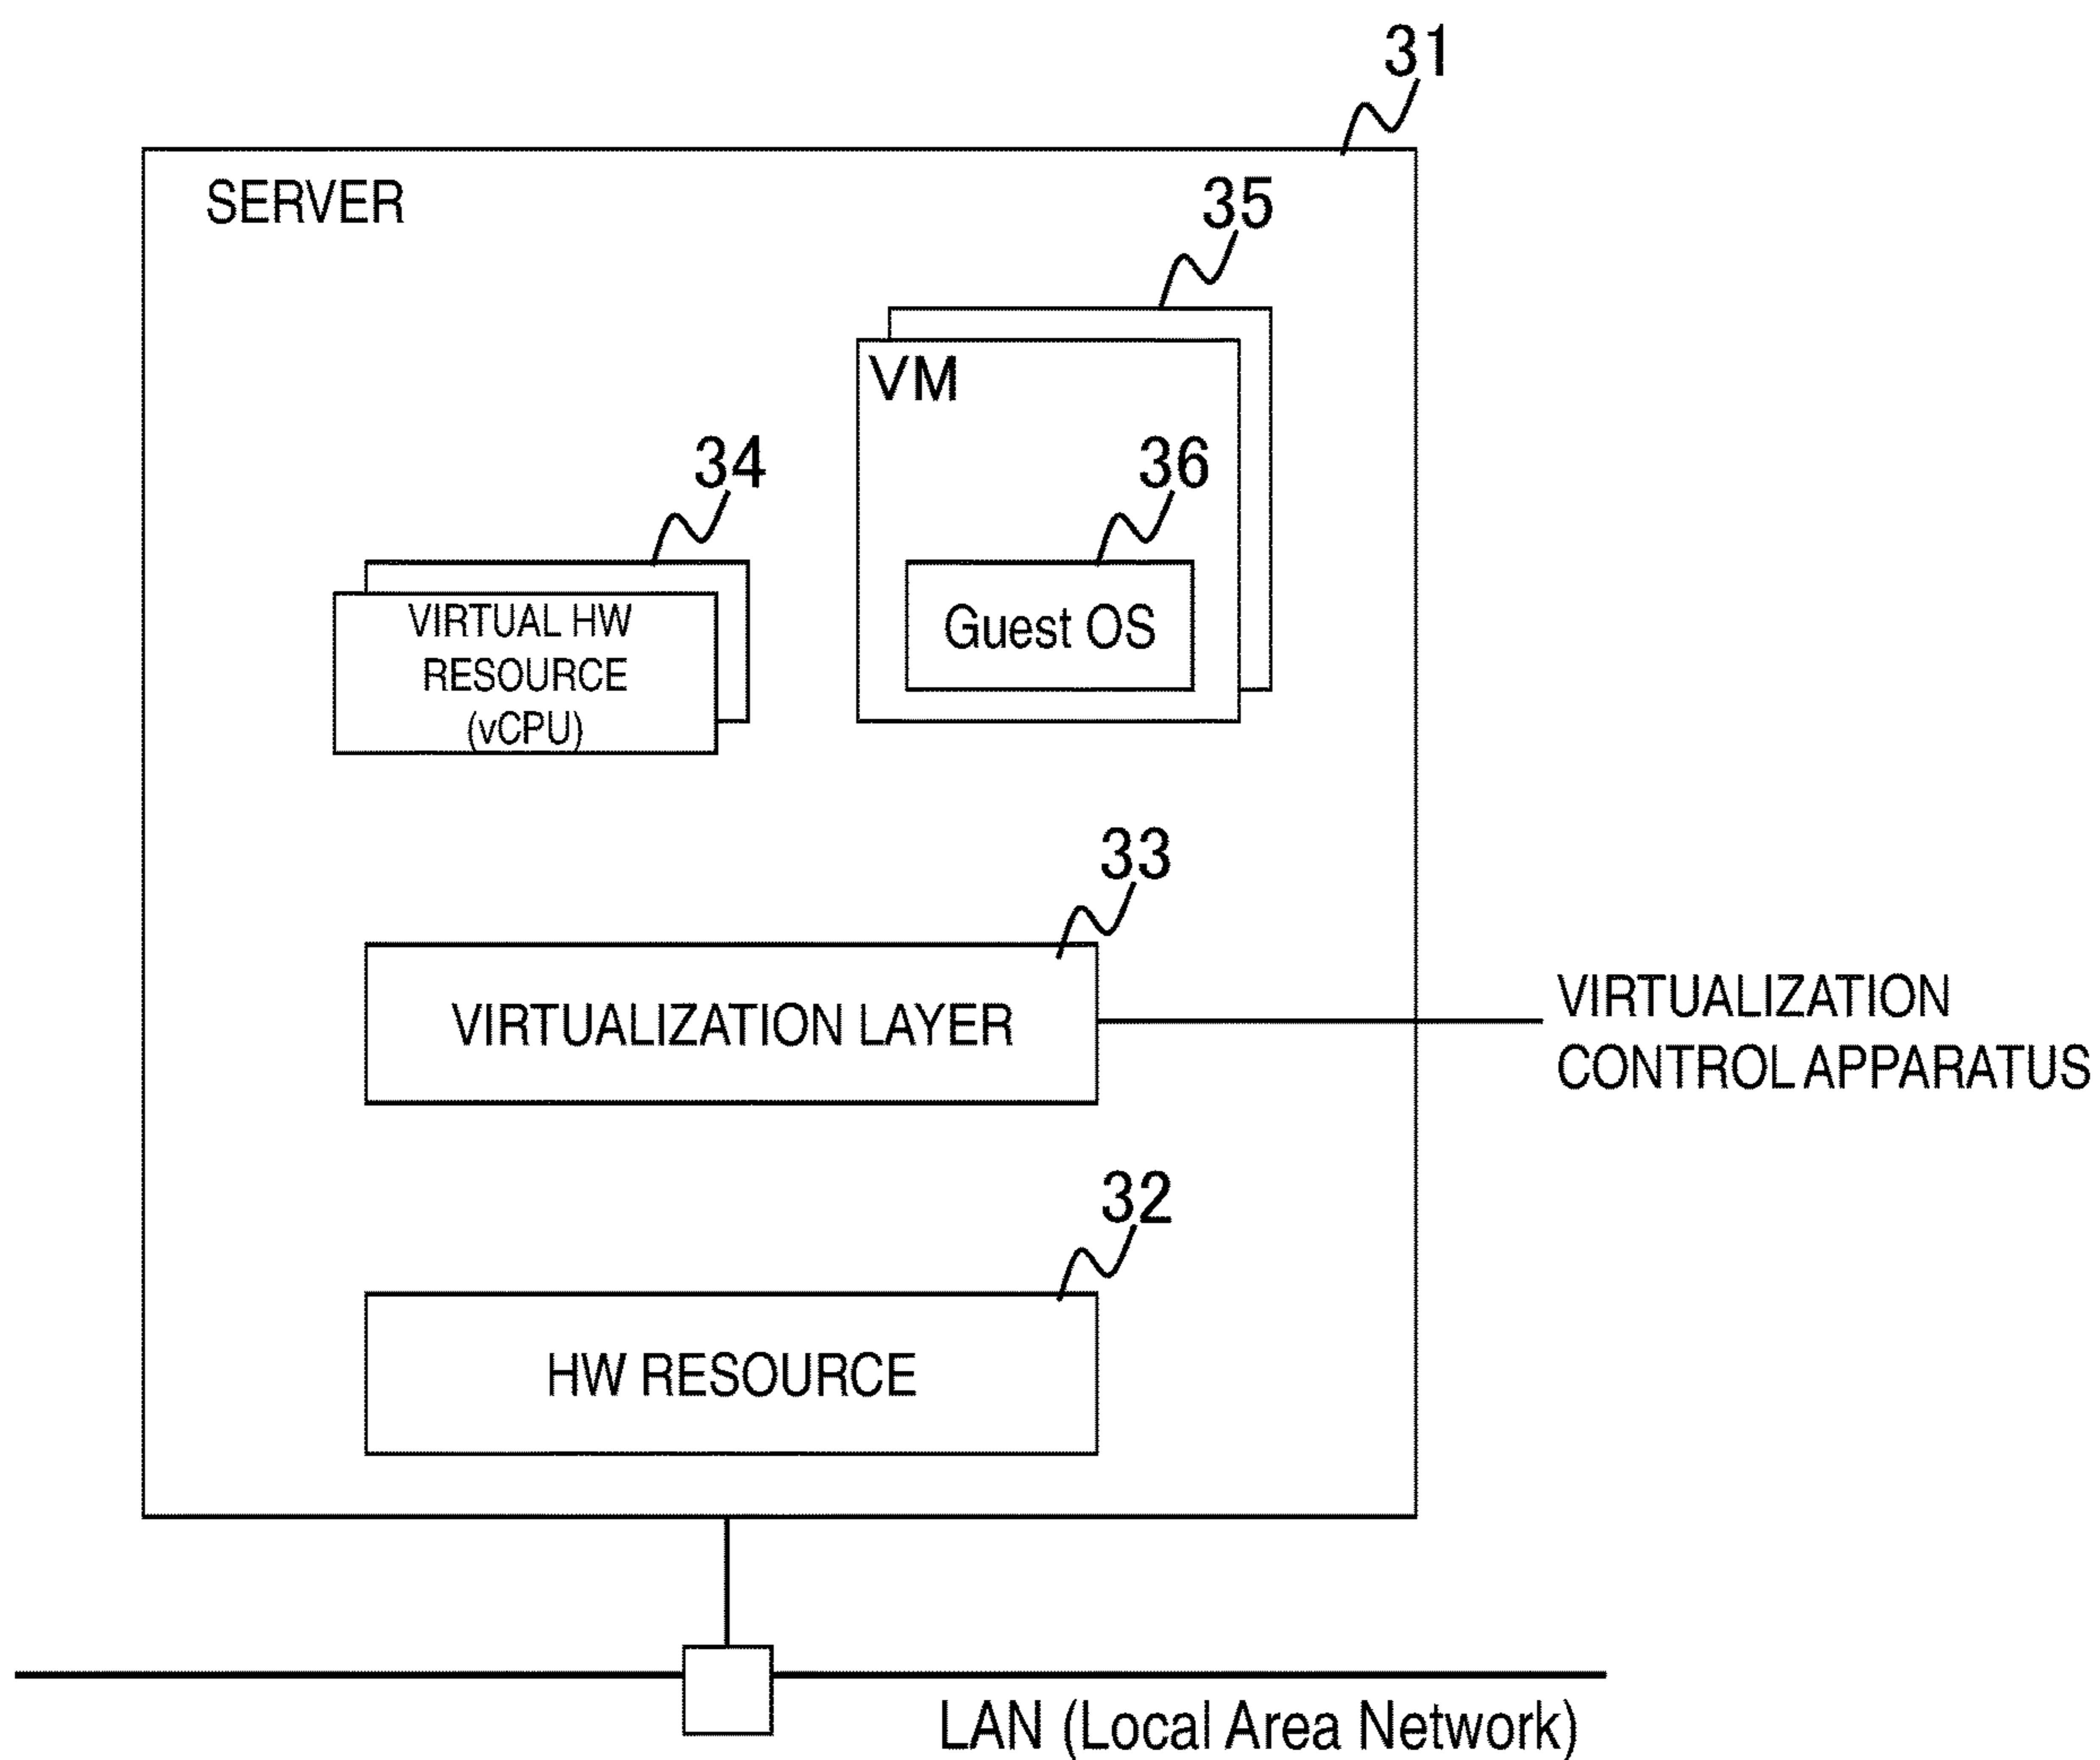 31
SERVER
35
VM
34
36
VIRTUAL HW
RESOURCE
(vCPU)
Guest OS
33
VIRTUALIZATION LAYER
VIRTUALIZATION
CONTROL APPARATUS
32
HW RESOURCE
LAN (Local Area Network)